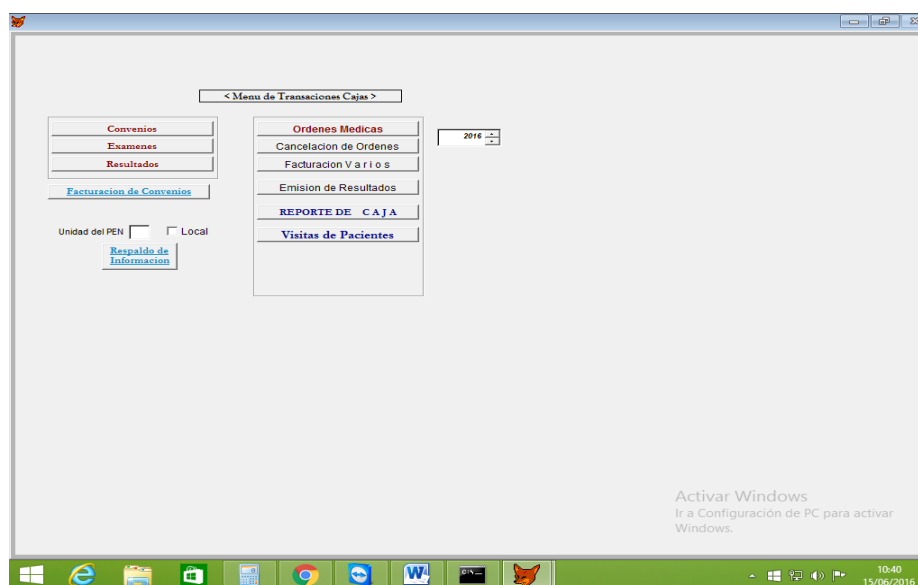 < Menu de Transaciones Cajas >
Convenios
Examenes
Resultados
Facturacion de Convenios
Unidad del PEN
Local
Respaldo de
Informacion
Ordenes Medicas
Cancelacion de Ordenes
Facturacion V a r i o s
Emision de Resultados
REPORTE DE C A J A
Visitas de Pacientes
2016
Activar Windows
Ir a Configuración de PC para activar
Windows.
10:40
15/06/2016